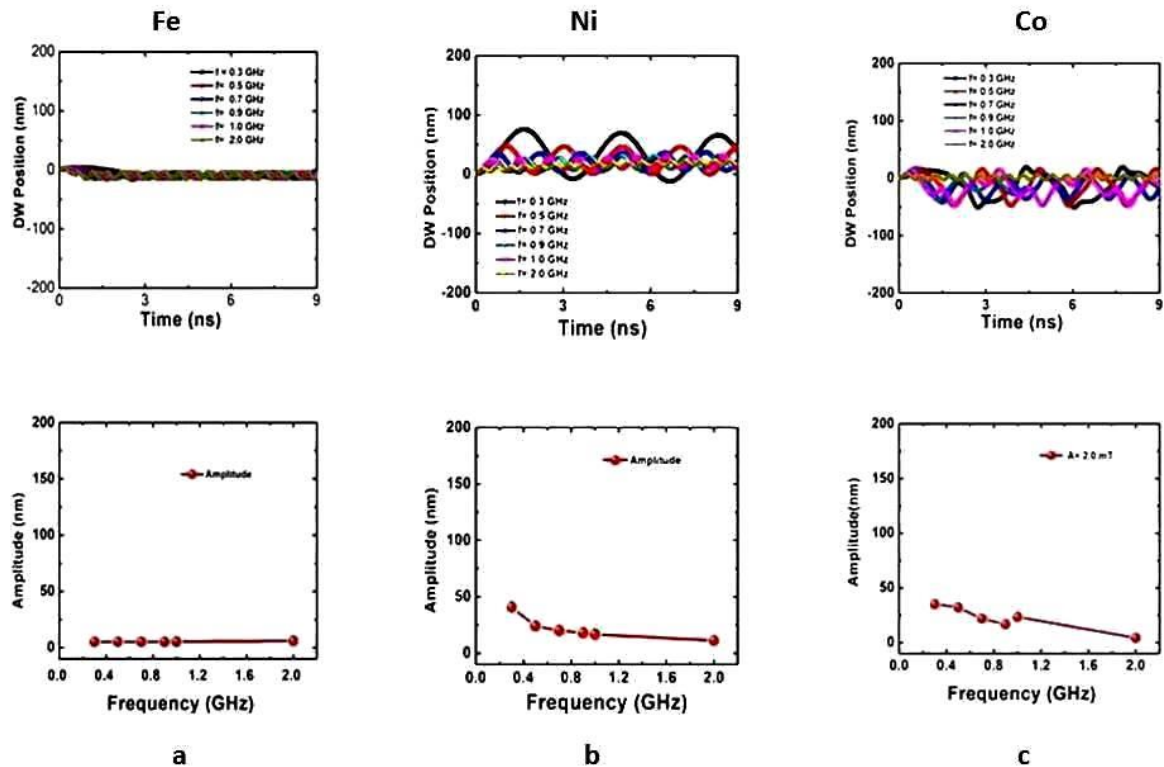 Fe
200
100
0
-100
-200
DW Position (nm)
f = 0.3 GHz
f= 0.5 GHz
f= 0.7 GHz
f= 0.9 GHz
f= 1.0 GHz
f= 2.0 GHz
0 3 6 9
Time (ns)
Ni
200
100
0
-100
-200
DW Position (nm)
f= 0.3 GHz
f= 0.5 GHz
f= 0.7 GHz
f= 0.9 GHz
f= 1.0 GHz
f= 2.0 GHz
0 3 6 9
Time (ns)
Co
200
100
0
-100
-200
DW Position (nm)
f= 0.3 GHz
f= 0.5 GHz
f= 0.7 GHz
f= 0.9 GHz
f= 1.0 GHz
f= 2.0 GHz
0 3 6 9
Time (ns)
200
150
100
50
0
Amplitude (nm)
Amplitude
0.0 0.4 0.8 1.2 1.6 2.0
Frequency (GHz)
a
200
150
100
50
0
Amplitude (nm)
Amplitude
0.0 0.4 0.8 1.2 1.6 2.0
Frequency (GHz)
b
200
150
100
50
0
Amplitude(nm)
A= 2.0 mT
0.0 0.4 0.8 1.2 1.6 2.0
Frequency (GHz)
c